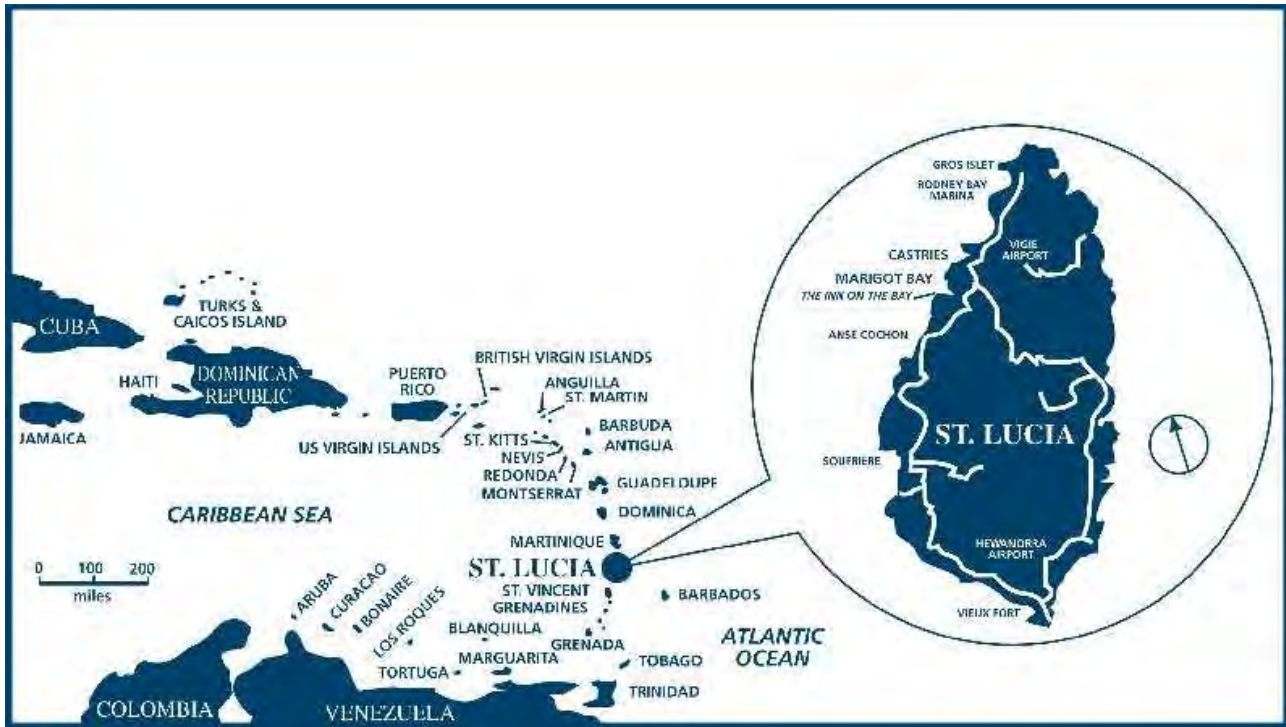 GROS ISLET
RODNEY BAY
MARINA
CASTRIES
VIGIE
AIRPORT
MARIGOT BAY
THE INN ON THE BAY
ANSE COCHON
ST. LUCIA
SOUFRIERE
HEWANORRA
AIRPORT
VIEUX FORT
TURKS &
CAICOS ISLAND
CUBA
HAITI
DOMINICAN
REPUBLIC
JAMAICA
PUERTO
RICO
BRITISH VIRGIN ISLANDS
US VIRGIN ISLANDS
ANGUILLA
ST. MARTIN
BARBUDA
ANTIGLIA
ST. KITTS
NEVIS
REDONDA
MONTSERRAT
GUADELOUPE
DOMINICA
CARIBBEAN SEA
MARTINIQUE
ST. LUCIA
ST. VINCENT
GRENADINES
BARBADOS
0 100 200
miles
ARUBA
CURACAO
BONAIRE
LOS ROQUES
BLANQUILLA
GRENADA
ATLANTIC
OCEAN
TORTUGA
MARGUARITA
TOBAGO
TRINIDAD
COLOMBIA
VENEZUELA